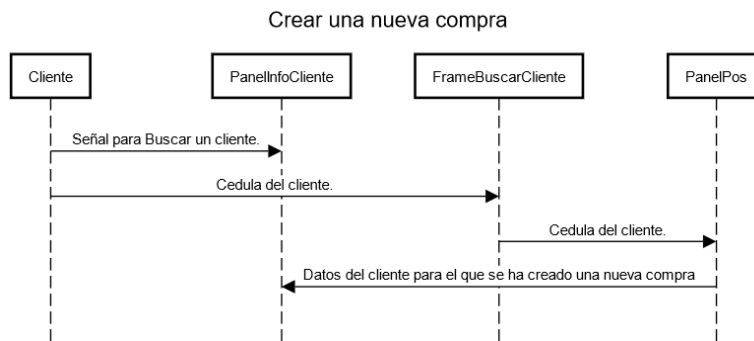 Crear una nueva compra
Cliente
PanelInfoCliente
FrameBuscarCliente
PanelPos
Señal para Buscar un cliente.
Cedula del cliente.
Cedula del cliente.
Datos del cliente para el que se ha creado una nueva compra